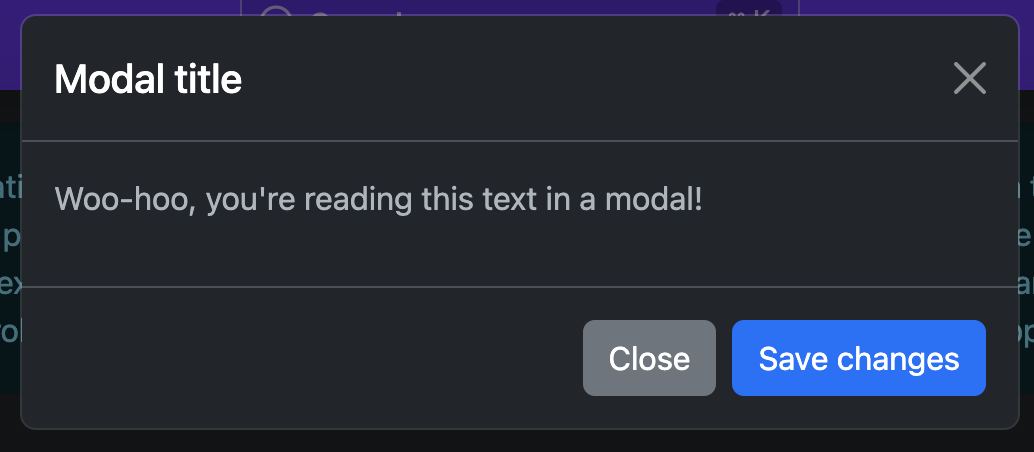 Modal title
Woo-hoo, you're reading this text in a modal!
Close
Save changes